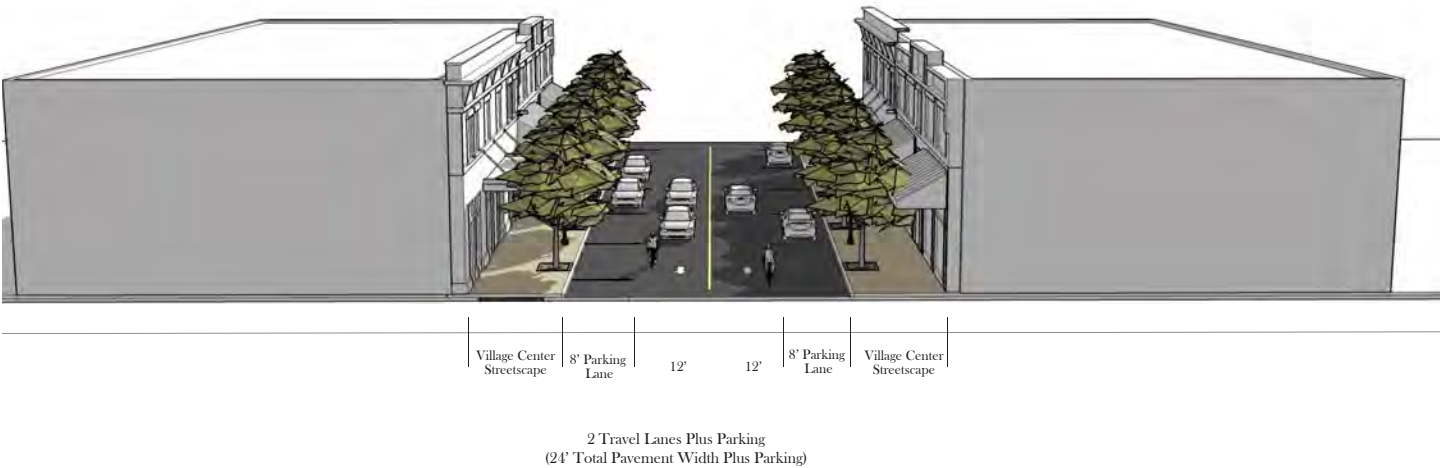 Village Center
Streetscape
8’ Parking
Lane
12’
12’
8’ Parking
Lane
Village Center
Streetscape
2 Travel Lanes Plus Parking
(24’ Total Pavement Width Plus Parking)